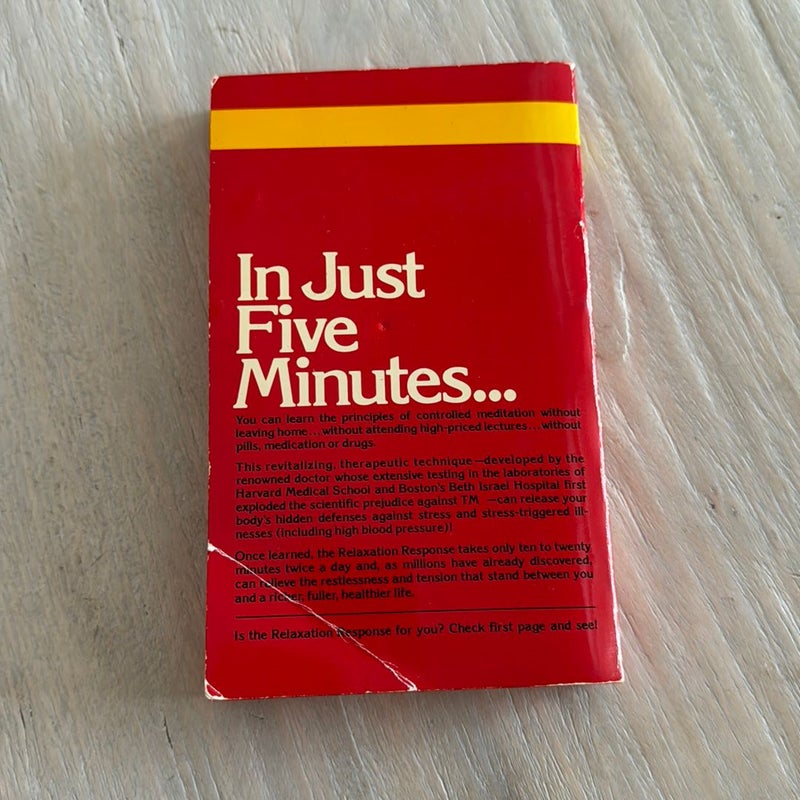 In Just
Five
Minutes...
You can learn the principles of controlled meditation without
leaving home...without attending high-priced lectures...without
pills, medication or drugs.
This revitalizing, therapeutic technique—developed by the
renowned doctor whose extensive testing in the laboratories of
Harvard Medical School and Boston's Beth Israel Hospital first
exploded the scientific prejudice against TM —can release your
body's hidden defenses against stress and stress-triggered ill-
nesses (including high blood pressure)!
Once learned, the Relaxation Response takes only ten to twenty
minutes twice a day and, as millions have already discovered,
can relieve the restlessness and tension that stand between you
and a richer, fuller, healthier life.
Is the Relaxation Response for you? Check first page and see!